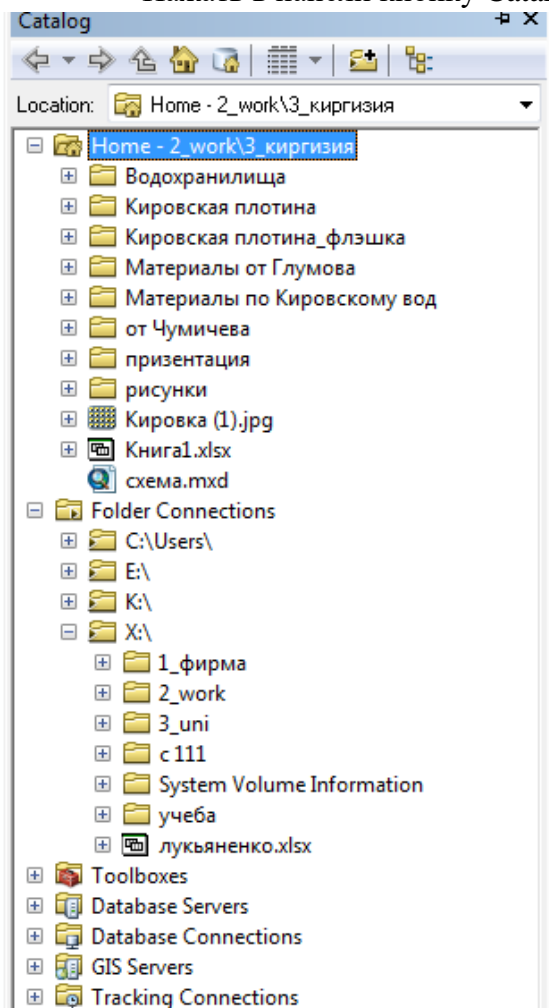 Catalog
Location: Home - 2_work\3_киргизия
Home - 2_work\3_киргизия
Водохранилища
Кировская плотина
Кировская плотина_флэшка
Материалы от Глумова
Материалы по Кировскому вод
от Чумичева
призентация
рисунки
Кировка (1).jpg
Книга1.xlsx
схема.mxd
Folder Connections
C:\Users\
E:\
K:\
X:\
1_фирма
2_work
3_uni
с 111
System Volume Information
учеба
лукьяненко.xlsx
Toolboxes
Database Servers
Database Connections
GIS Servers
Tracking Connections